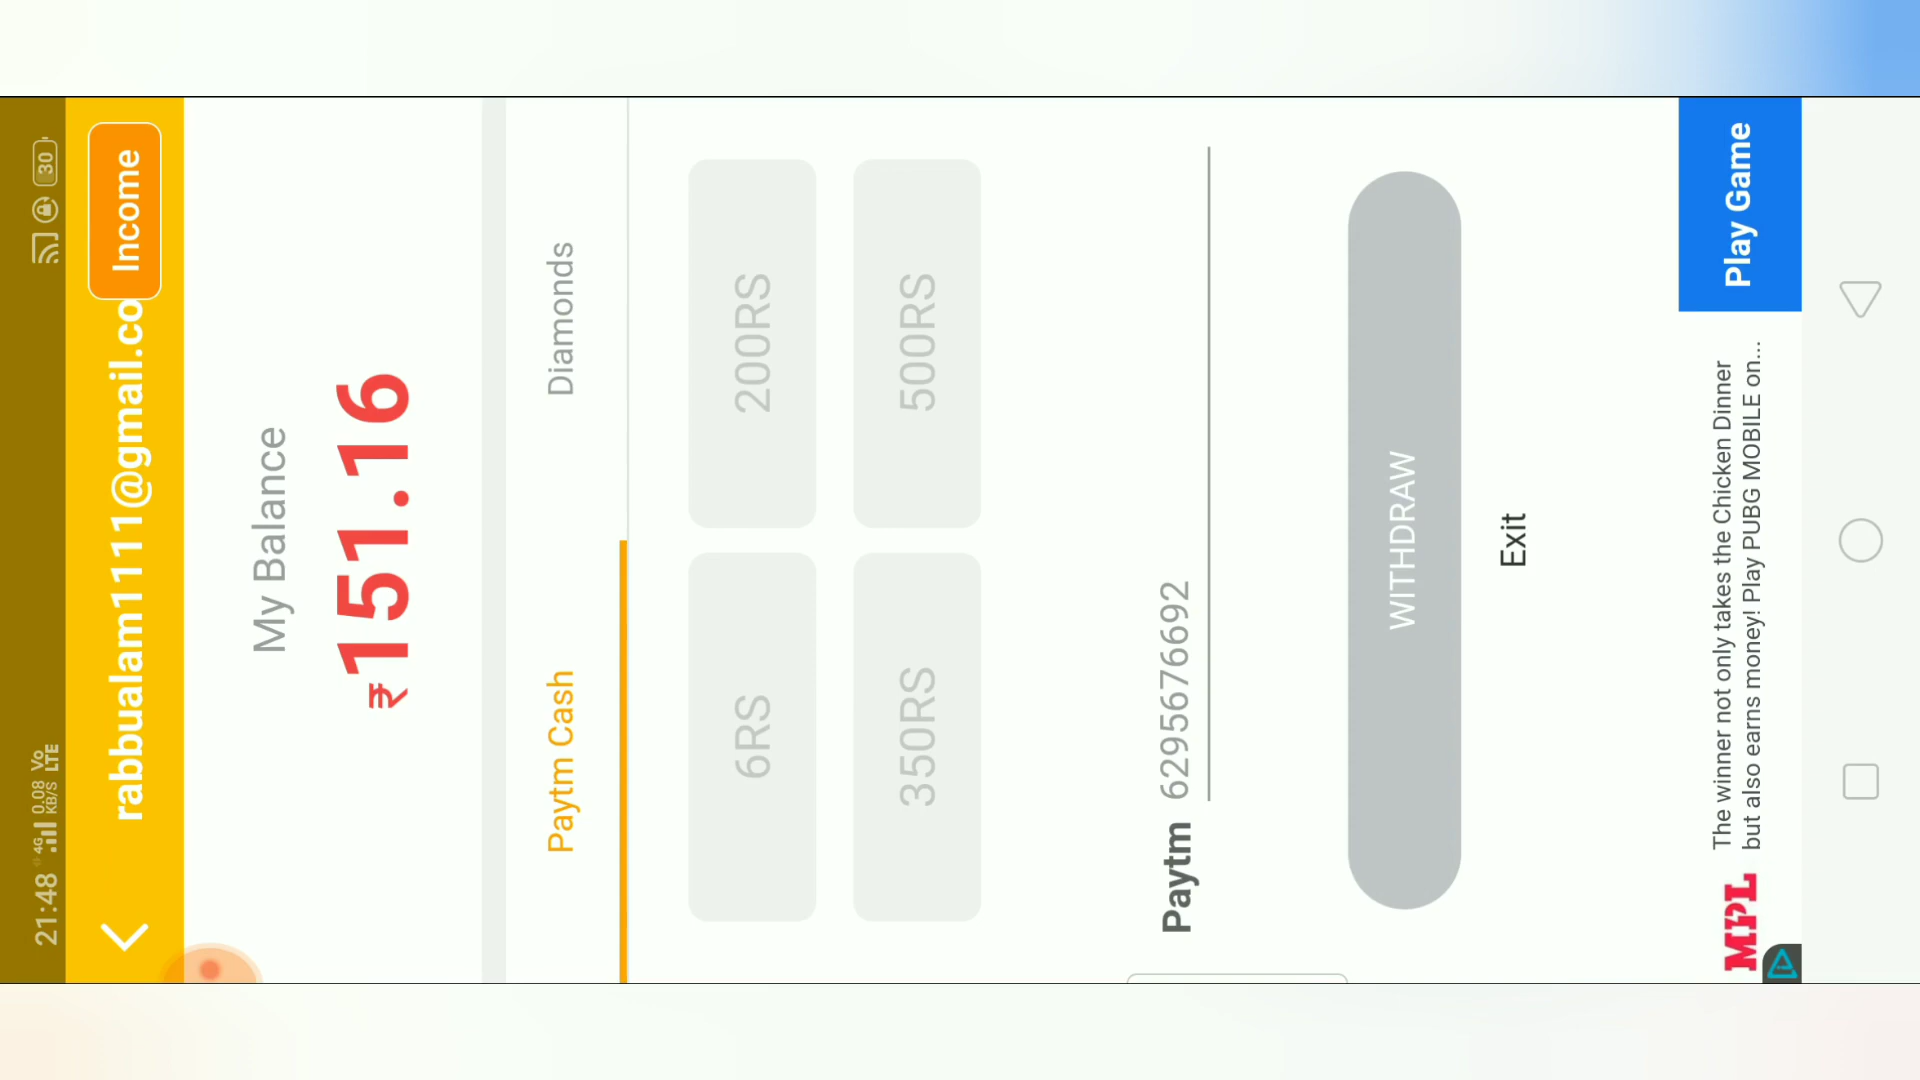 21:48 4G 0.08 KB/S Vo LTE 30
rabbualam1111@gmail.co Income
My Balance
₹151.16
Paytm Cash Diamonds
6RS 200RS
350RS 500RS
Paytm 6295676692
WITHDRAW
Exit
MPL The winner not only takes the Chicken Dinner
but also earns money! Play PUBG MOBILE on...
Play Game